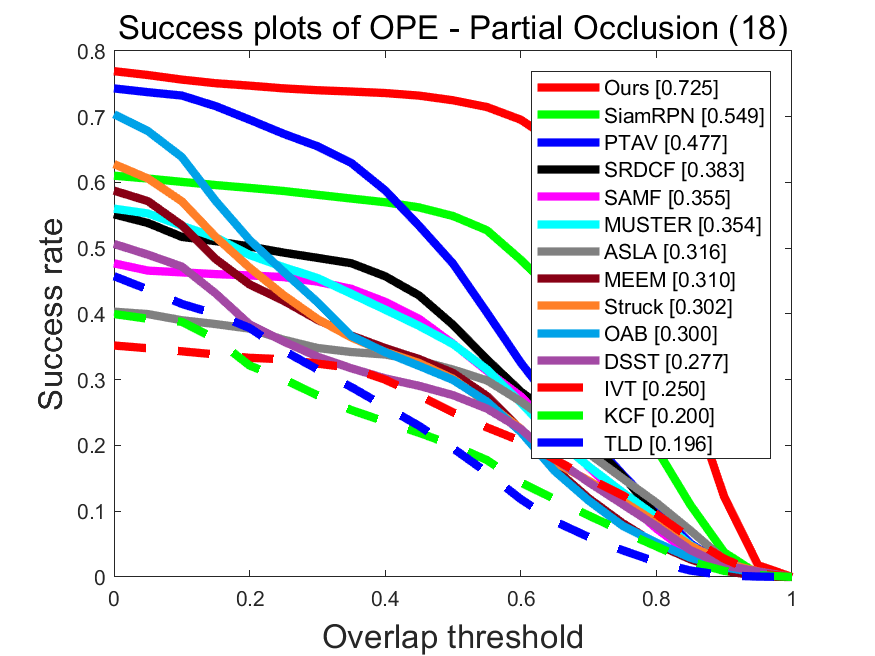 Success plots of OPE - Partial Occlusion (18)
0.8
0.7
0.6
0.5
0.4
0.3
0.2
0.1
0
Success rate
Ours [0.725]
SiamRPN [0.549]
PTAV [0.477]
SRDCF [0.383]
SAMF [0.355]
MUSTER [0.354]
ASLA [0.316]
MEEM [0.310]
Struck [0.302]
OAB [0.300]
DSST [0.277]
IVT [0.250]
KCF [0.200]
TLD [0.196]
0 0.2 0.4 0.6 0.8 1
Overlap threshold